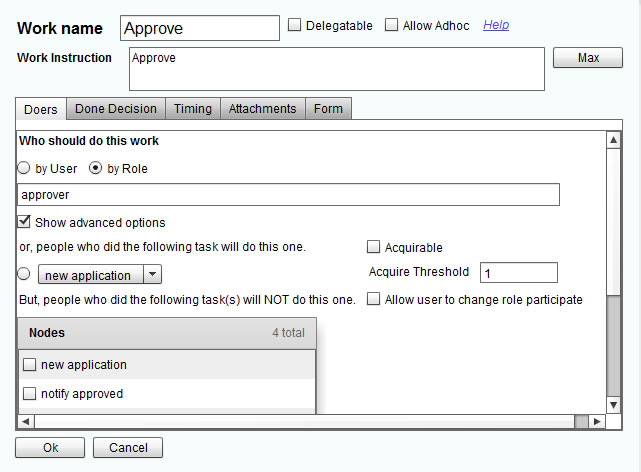 Work name Approve Delegatable Allow Adhoc Help
Work Instruction Approve Max
Doers Done Decision Timing Attachments Form
Who should do this work
by User by Role
approver
Show advanced options
or, people who did the following task will do this one. Acquirable
new application Acquire Threshold 1
But, people who did the following task(s) will NOT do this one. Allow user to change role participate
Nodes 4 total
new application
notify approved
Ok Cancel